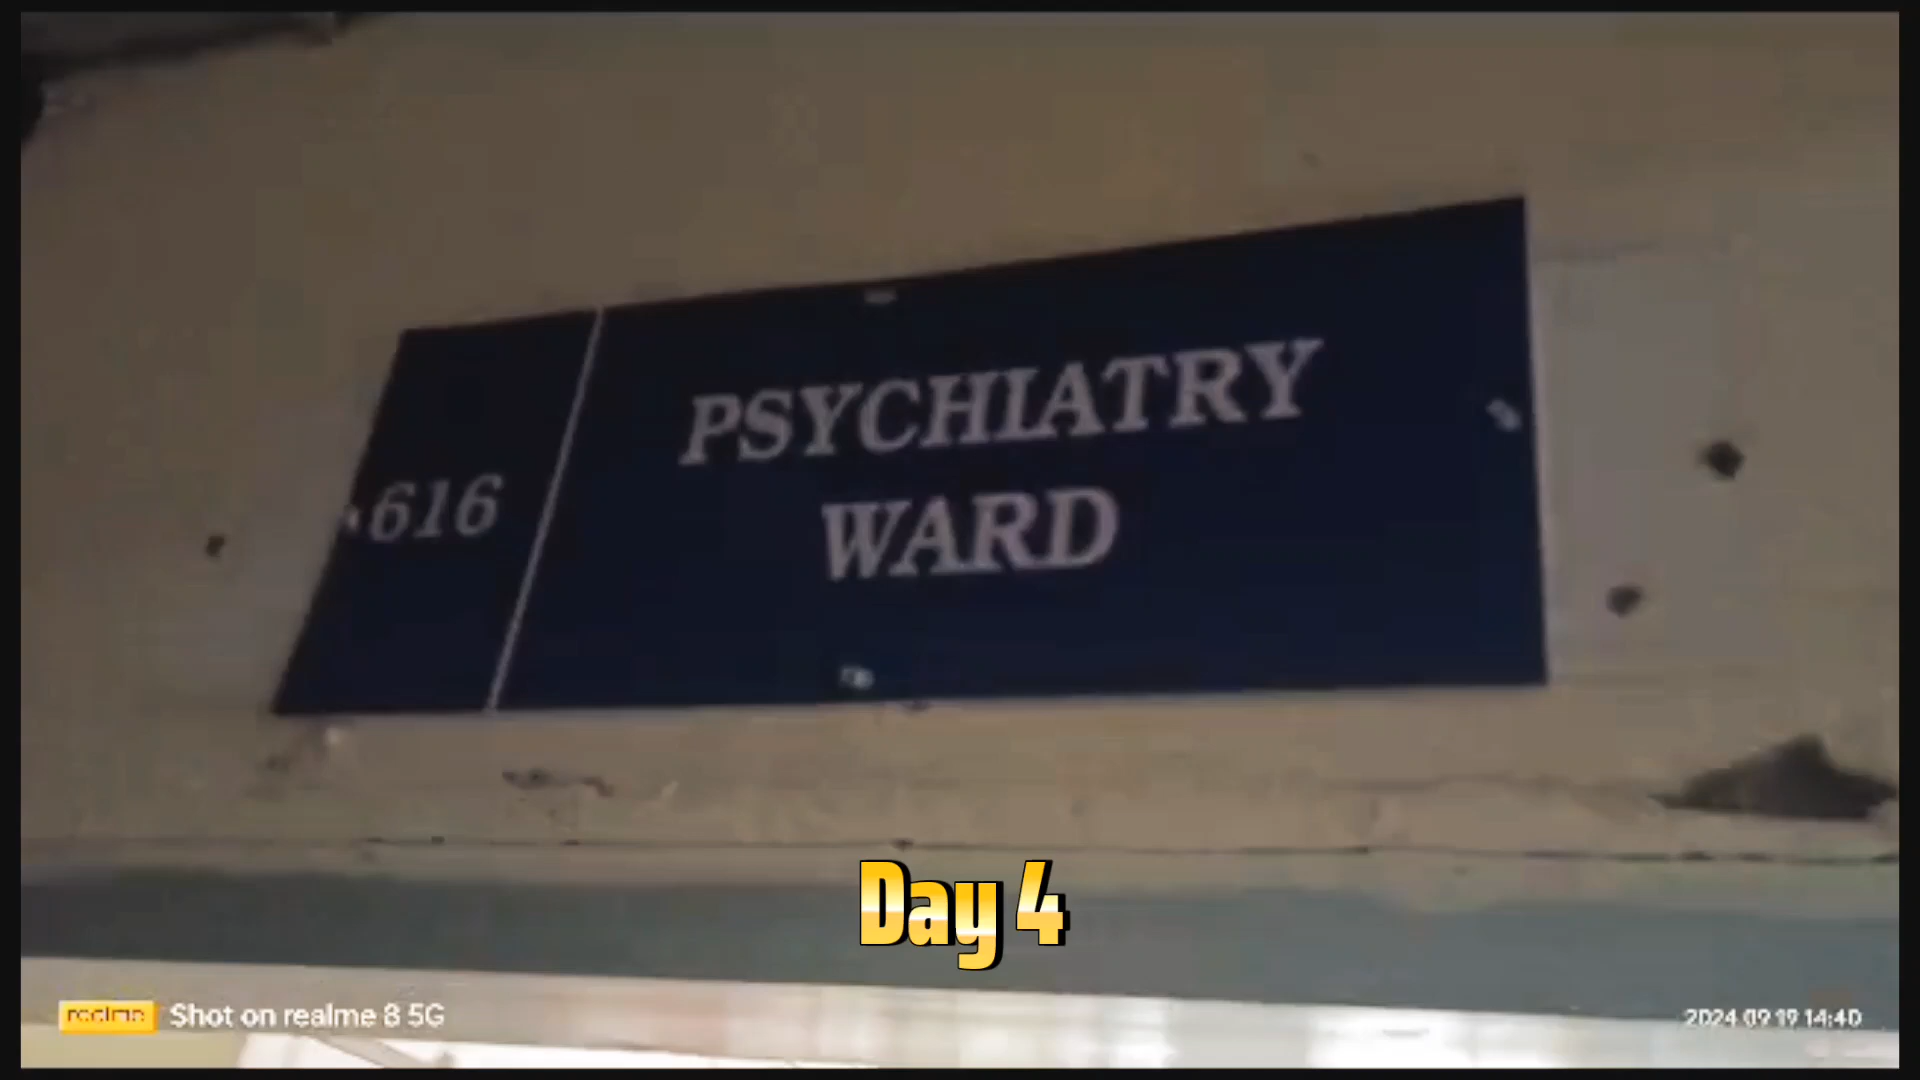 616
PSYCHIATRY
WARD
Day 4
realme Shot on realme 8 5G
2024 09 19 14:40